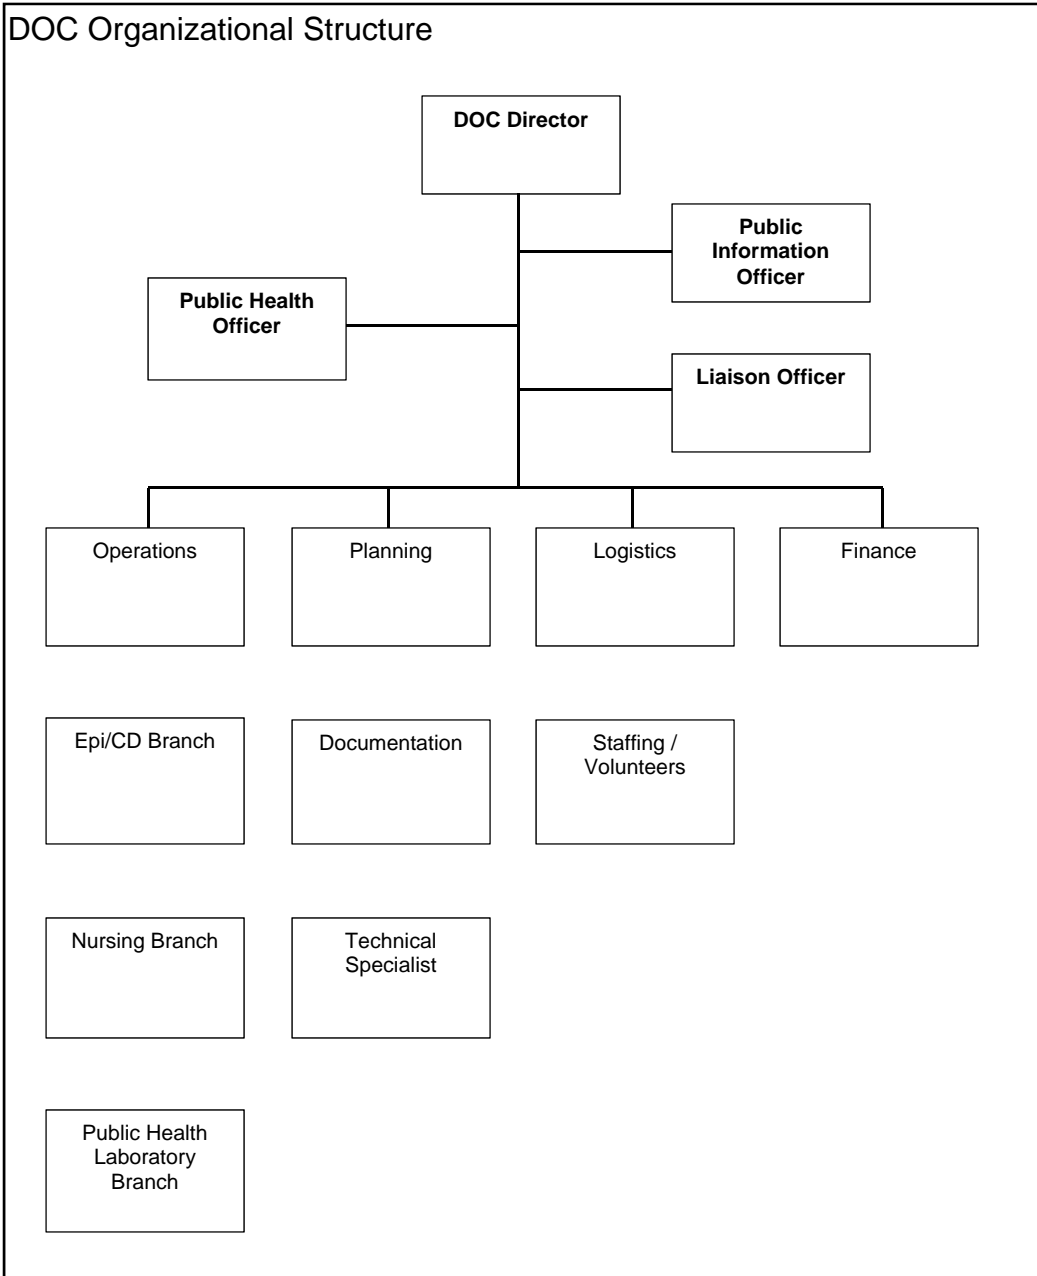 DOC Organizational Structure
DOC Director
Public
Information
Officer
Public Health
Officer
Liaison Officer
Operations
Planning
Logistics
Finance
Epi/CD Branch
Documentation
Staffing /
Volunteers
Nursing Branch
Technical
Specialist
Public Health
Laboratory
Branch